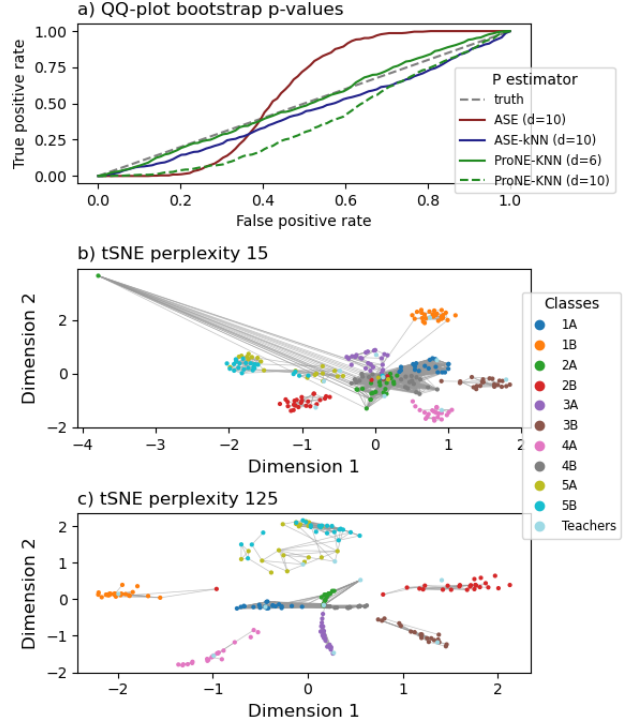 a) QQ-plot bootstrap p-values
True positive rate
1.00
0.75
0.50
0.25
0.00
0.0 0.2 0.4 0.6 0.8 1.0
False positive rate
P estimator
truth
ASE (d=10)
ASE-kNN (d=10)
ProNE-KNN (d=6)
ProNE-KNN (d=10)
b) tSNE perplexity 15
Dimension 2
2
0
−2
−4 −3 −2 −1 0 1 2
Dimension 1
Classes
1A
1B
2A
2B
3A
3B
4A
4B
5A
5B
Teachers
c) tSNE perplexity 125
Dimension 2
2
1
0
−1
−2
−2 −1 0 1 2
Dimension 1